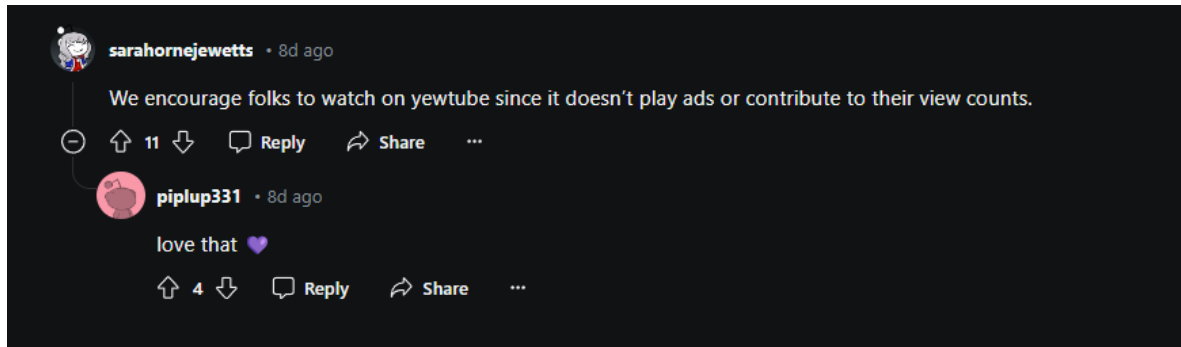 sarahornejewetts • 8d ago
We encourage folks to watch on yewtube since it doesn’t play ads or contribute to their view counts.
11 Reply Share ···
piplup331 • 8d ago
love that 💜
4 Reply Share ···